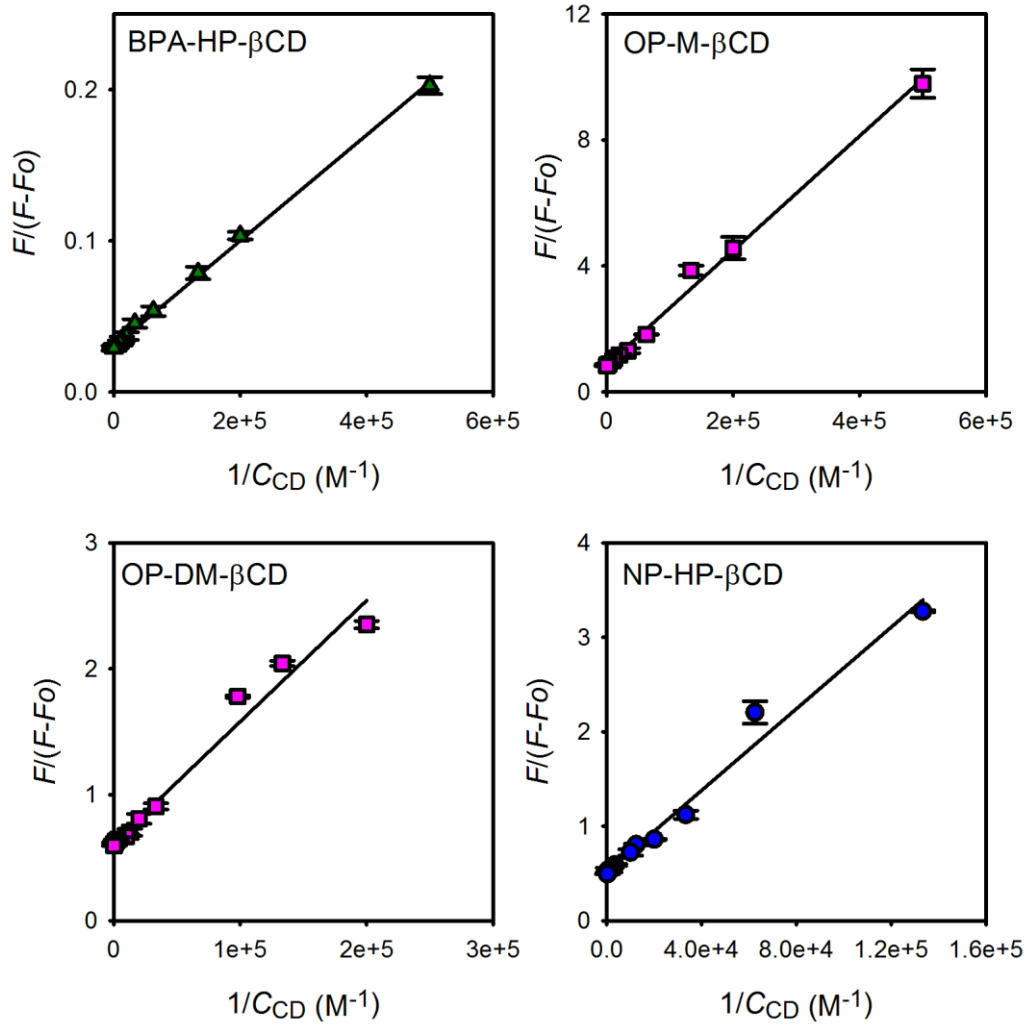 BPA-HP-βCD
F/(F-Fo)
0.2
0.1
0.0
0 2e+5 4e+5 6e+5
1/C_CD (M⁻¹)
OP-M-βCD
F/(F-Fo)
12
8
4
0
0 2e+5 4e+5 6e+5
1/C_CD (M⁻¹)
OP-DM-βCD
F/(F-Fo)
3
2
1
0
0 1e+5 2e+5 3e+5
1/C_CD (M⁻¹)
NP-HP-βCD
F/(F-Fo)
4
3
2
1
0
0.0 4.0e+4 8.0e+4 1.2e+5 1.6e+5
1/C_CD (M⁻¹)